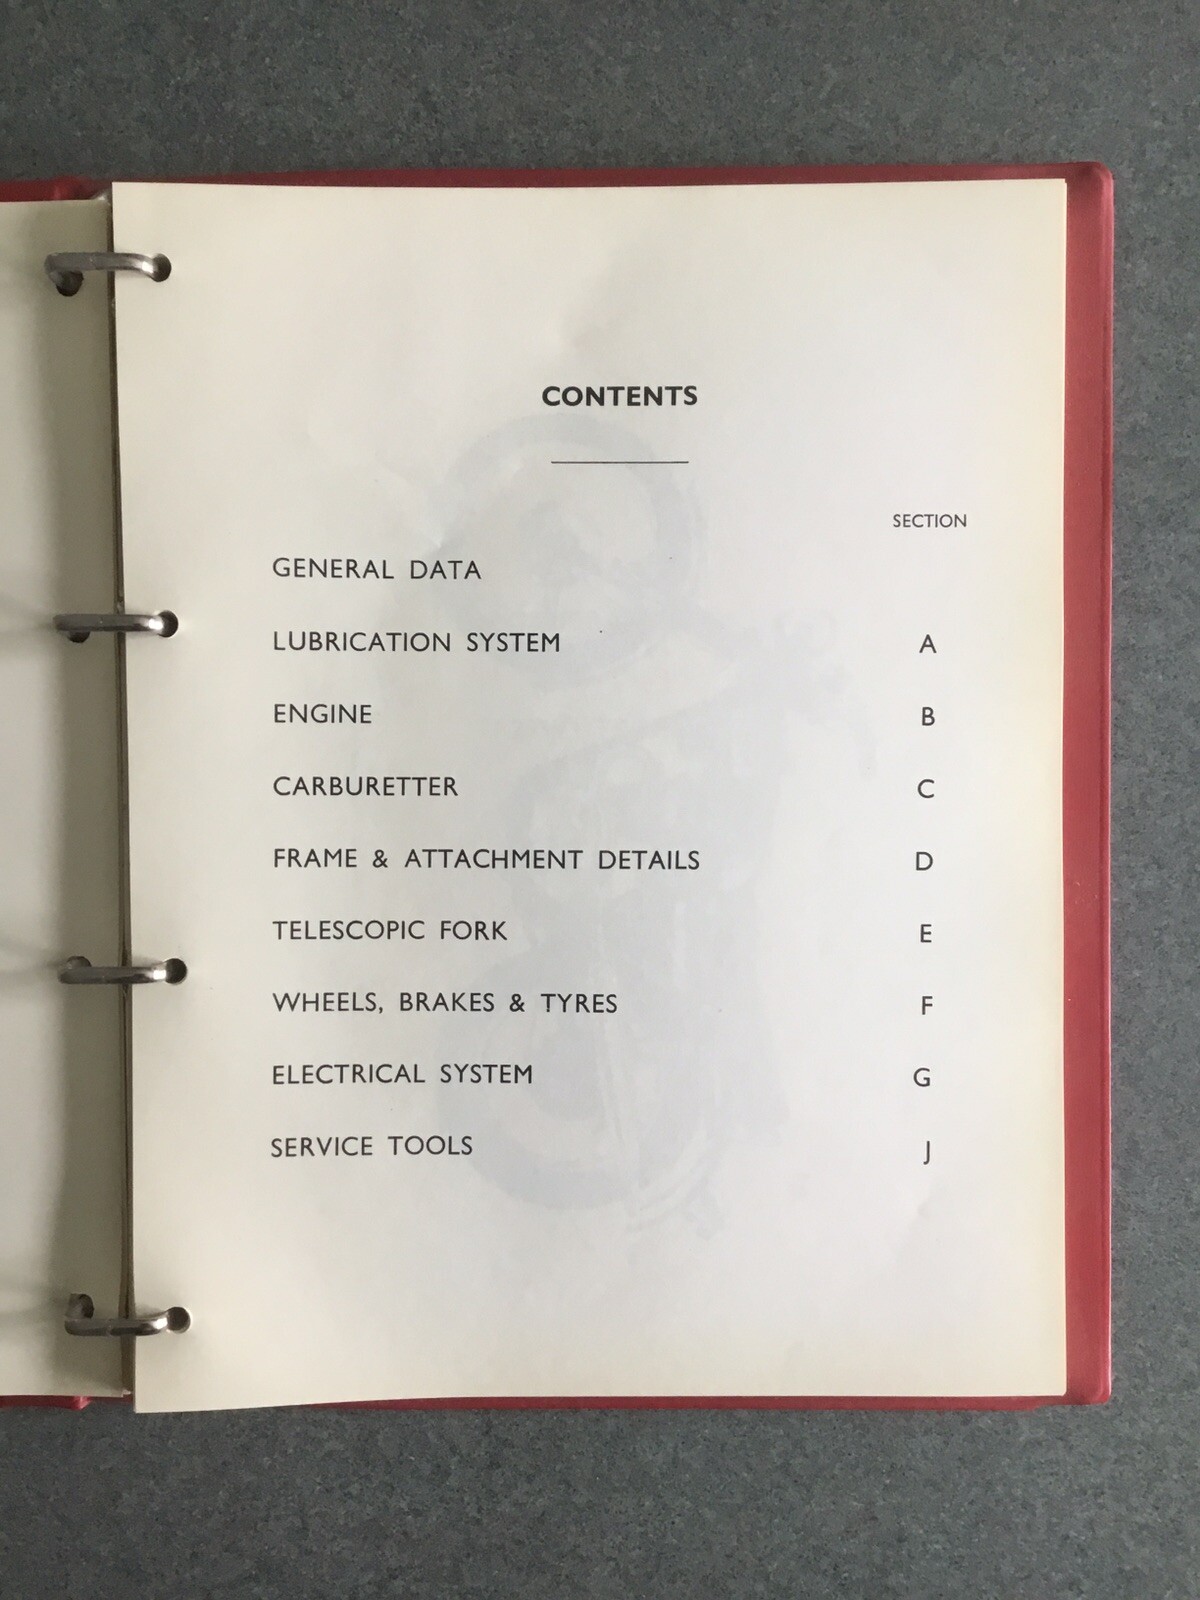 CONTENTS
SECTION
GENERAL DATA
LUBRICATION SYSTEM A
ENGINE B
CARBURETTER C
FRAME & ATTACHMENT DETAILS D
TELESCOPIC FORK E
WHEELS, BRAKES & TYRES F
ELECTRICAL SYSTEM G
SERVICE TOOLS J